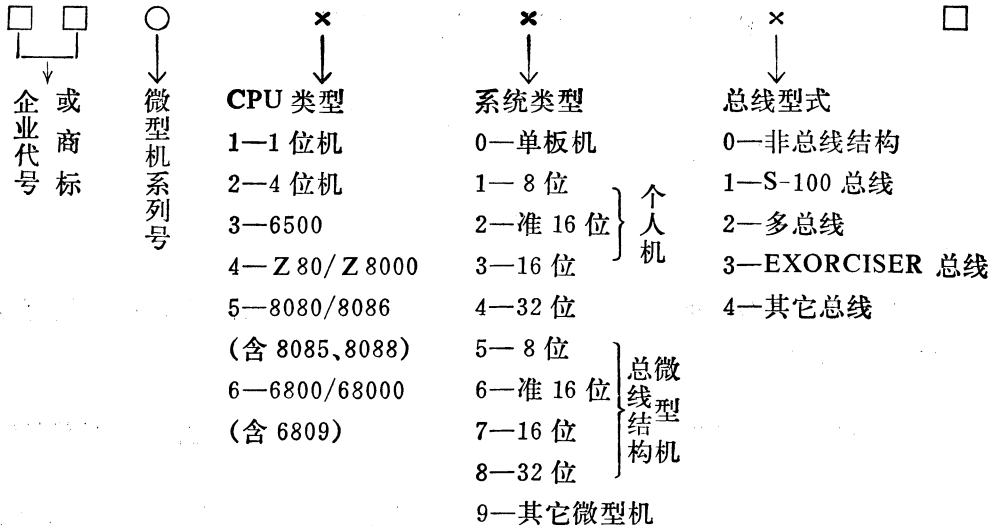 □ □ ○ × × × □
企业代号
或商标
微型机系列号
CPU 类型
1—1 位机
2—4 位机
3—6500
4—Z80/Z8000
5—8080/8086
(含 8085、8088)
6—6800/68000
(含 6809)
系统类型
0—单板机
1—8 位
2—准 16 位
3—16 位
个人机
4—32 位
5—8 位
6—准 16 位
7—16 位
8—32 位
总线结构
微型机
9—其它微型机
总线型式
0—非总线结构
1—S-100 总线
2—多总线
3—EXORCISER 总线
4—其它总线